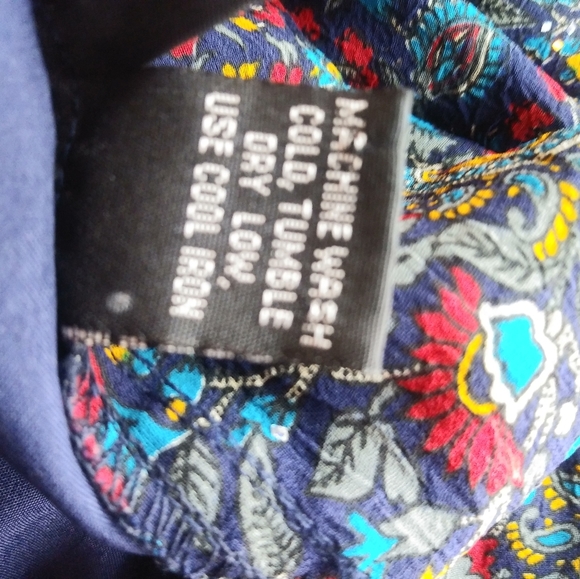 MACHINE WASH
COLD, TUMBLE
DRY LOW,
USE COOL IRON